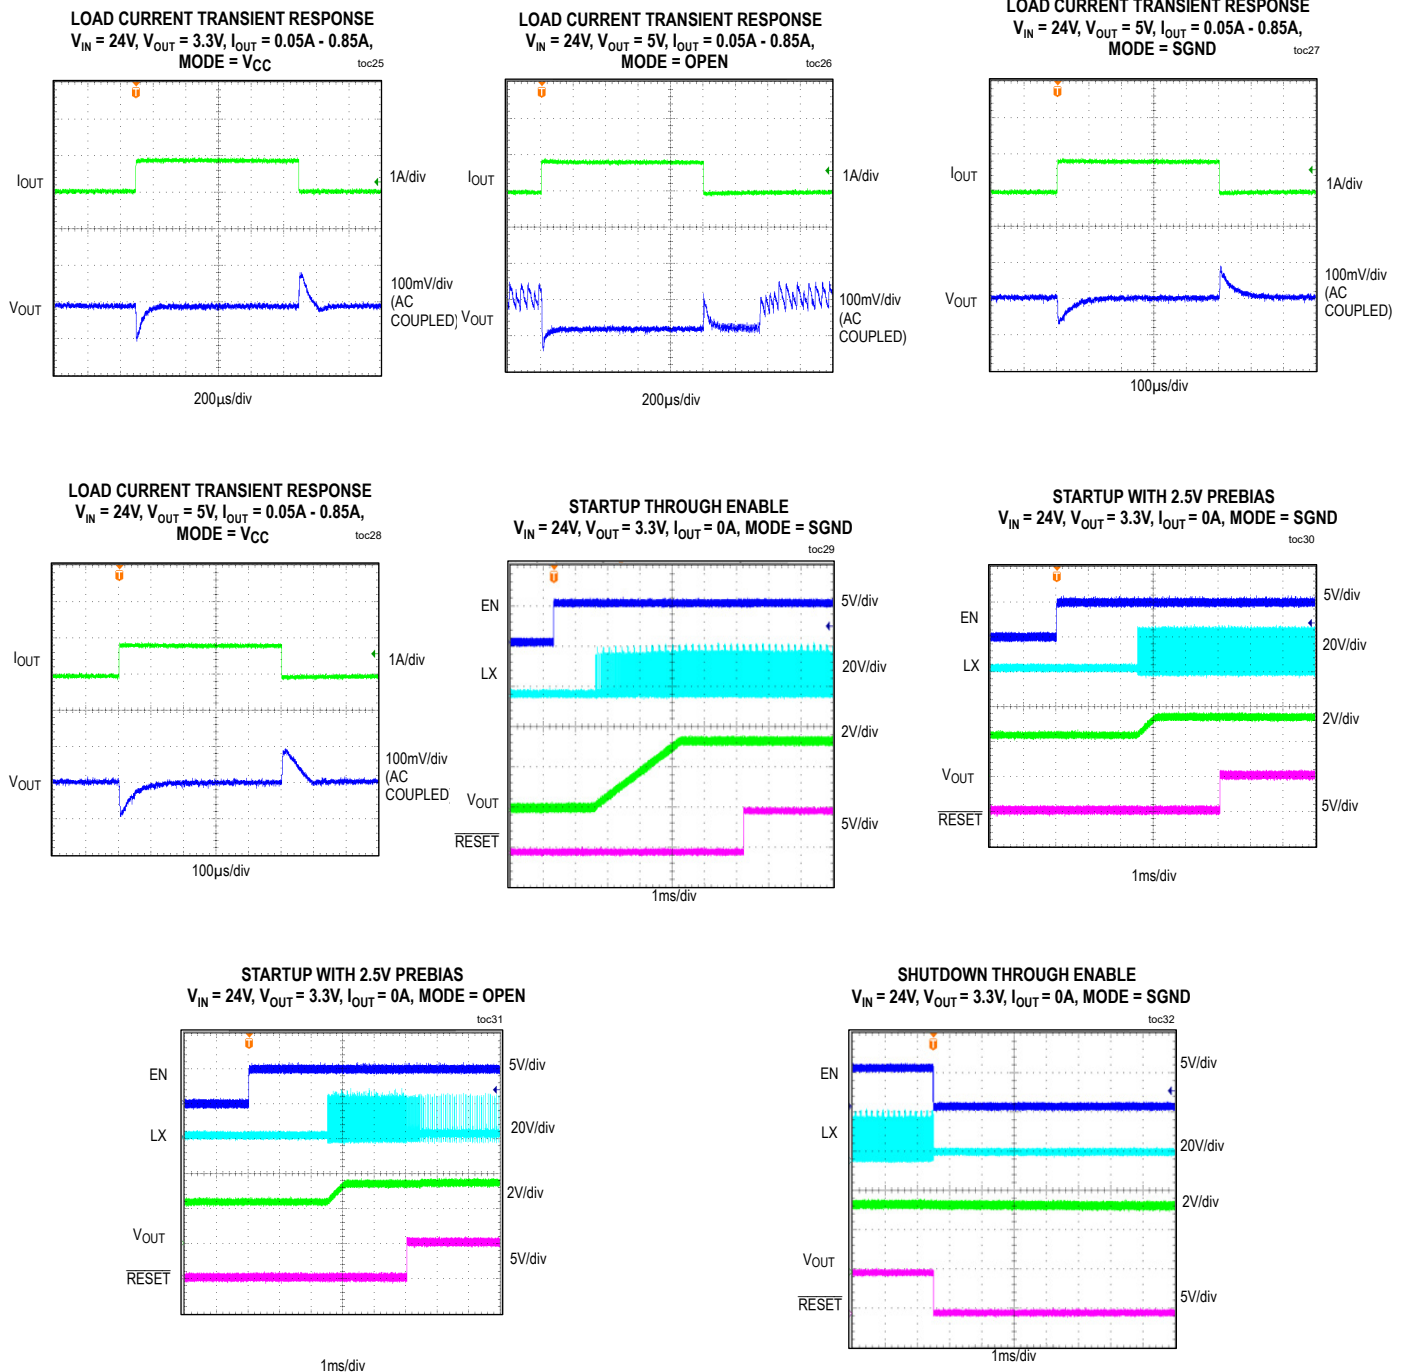 LOAD CURRENT TRANSIENT RESPONSE
VIN = 24V, VOUT = 3.3V, IOUT = 0.05A - 0.85A,
MODE = VCC
toc25
T
IOUT
1A/div
VOUT
100mV/div
(AC
COUPLED)
200µs/div
LOAD CURRENT TRANSIENT RESPONSE
VIN = 24V, VOUT = 5V, IOUT = 0.05A - 0.85A,
MODE = OPEN
toc26
T
IOUT
1A/div
VOUT
100mV/div
(AC
COUPLED)
200µs/div
LOAD CURRENT TRANSIENT RESPONSE
VIN = 24V, VOUT = 5V, IOUT = 0.05A - 0.85A,
MODE = SGND
toc27
T
IOUT
1A/div
VOUT
100mV/div
(AC
COUPLED)
100µs/div
LOAD CURRENT TRANSIENT RESPONSE
VIN = 24V, VOUT = 5V, IOUT = 0.05A - 0.85A,
MODE = VCC
toc28
T
IOUT
1A/div
VOUT
100mV/div
(AC
COUPLED)
100µs/div
STARTUP THROUGH ENABLE
VIN = 24V, VOUT = 3.3V, IOUT = 0A, MODE = SGND
toc29
T
EN
5V/div
LX
20V/div
2V/div
VOUT
5V/div
RESET
1ms/div
STARTUP WITH 2.5V PREBIAS
VIN = 24V, VOUT = 3.3V, IOUT = 0A, MODE = SGND
toc30
T
5V/div
EN
20V/div
LX
2V/div
VOUT
5V/div
RESET
1ms/div
STARTUP WITH 2.5V PREBIAS
VIN = 24V, VOUT = 3.3V, IOUT = 0A, MODE = OPEN
toc31
T
5V/div
EN
20V/div
LX
2V/div
VOUT
5V/div
RESET
1ms/div
SHUTDOWN THROUGH ENABLE
VIN = 24V, VOUT = 3.3V, IOUT = 0A, MODE = SGND
toc32
T
5V/div
EN
LX
20V/div
2V/div
VOUT
5V/div
RESET
1ms/div